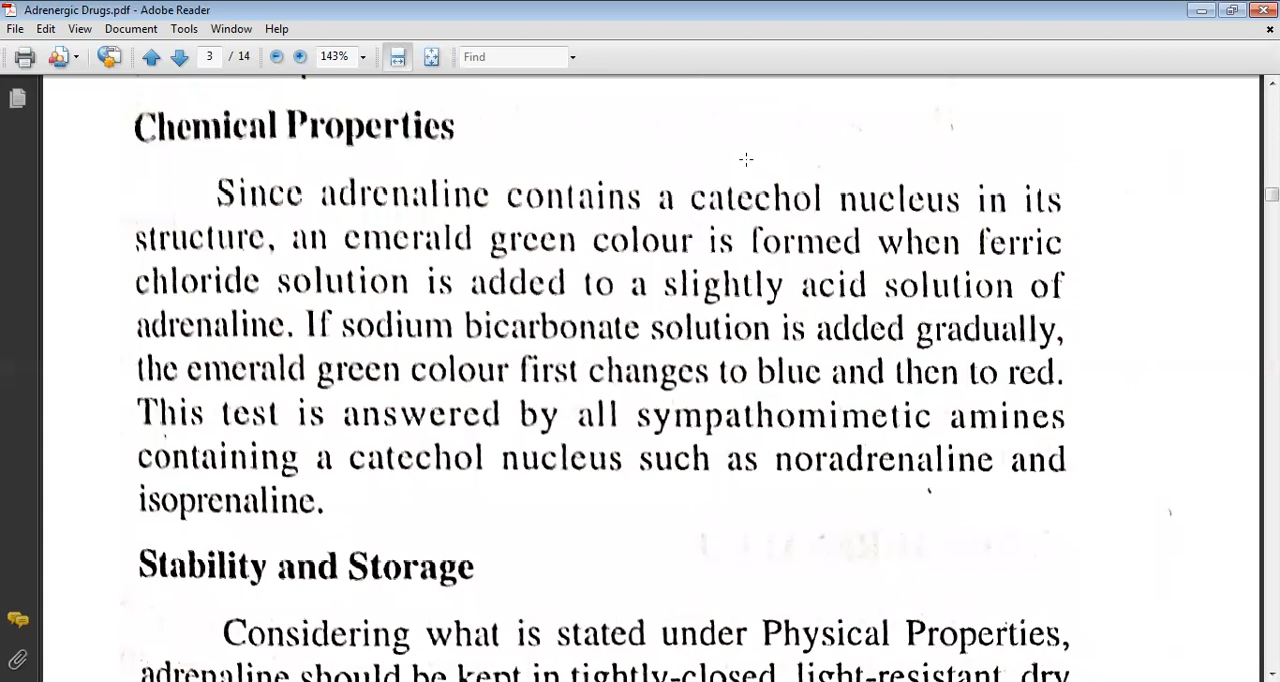 Adrenergic Drugs.pdf - Adobe Reader
File Edit View Document Tools Window Help
3 / 14 143% Find
Chemical Properties
Since adrenaline contains a catechol nucleus in its
structure, an emerald green colour is formed when ferric
chloride solution is added to a slightly acid solution of
adrenaline. If sodium bicarbonate solution is added gradually,
the emerald green colour first changes to blue and then to red.
This test is answered by all sympathomimetic amines
containing a catechol nucleus such as noradrenaline and
isoprenaline.
Stability and Storage
Considering what is stated under Physical Properties,
adrenaline should be kept in tightly-closed, light-resistant, dry